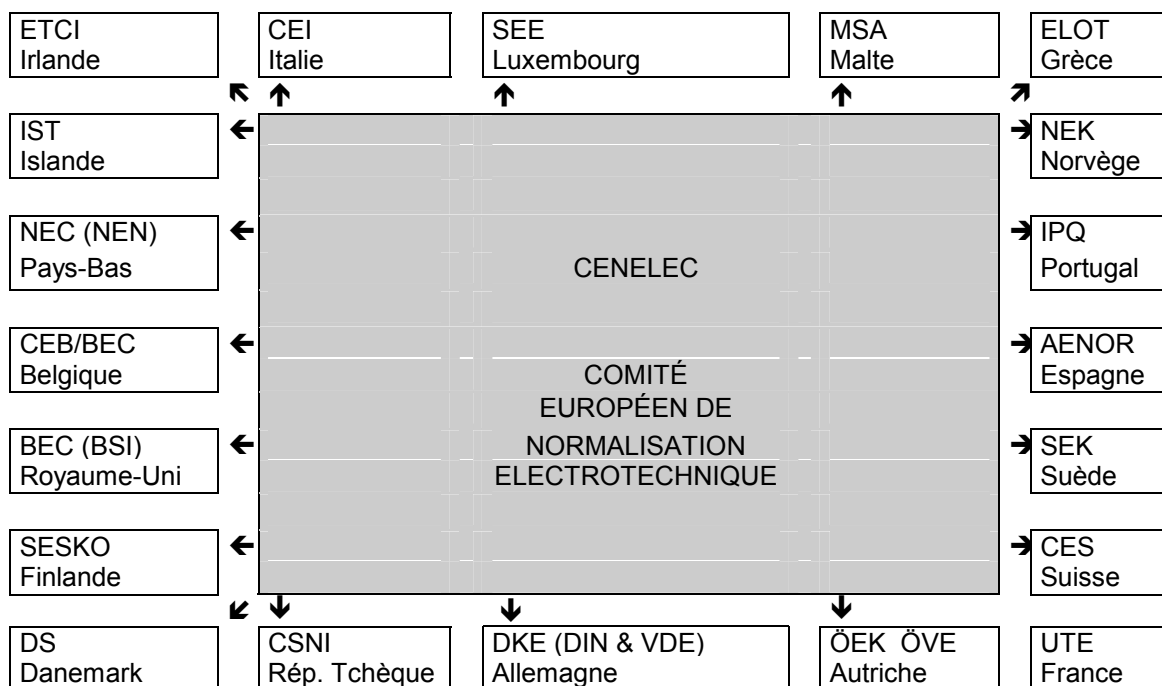 ETCI
Irlande
CEI
Italie
SEE
Luxembourg
MSA
Malte
ELOT
Grèce
IST
Islande
NEK
Norvège
NEC (NEN)
Pays-Bas
IPQ
Portugal
CENELEC
CEB/BEC
Belgique
AENOR
Espagne
COMITÉ
EUROPÉEN DE
NORMALISATION
ELECTROTECHNIQUE
BEC (BSI)
Royaume-Uni
SEK
Suède
SESKO
Finlande
CES
Suisse
DS
Danemark
CSNI
Rép. Tchèque
DKE (DIN & VDE)
Allemagne
ÖEK ÖVE
Autriche
UTE
France